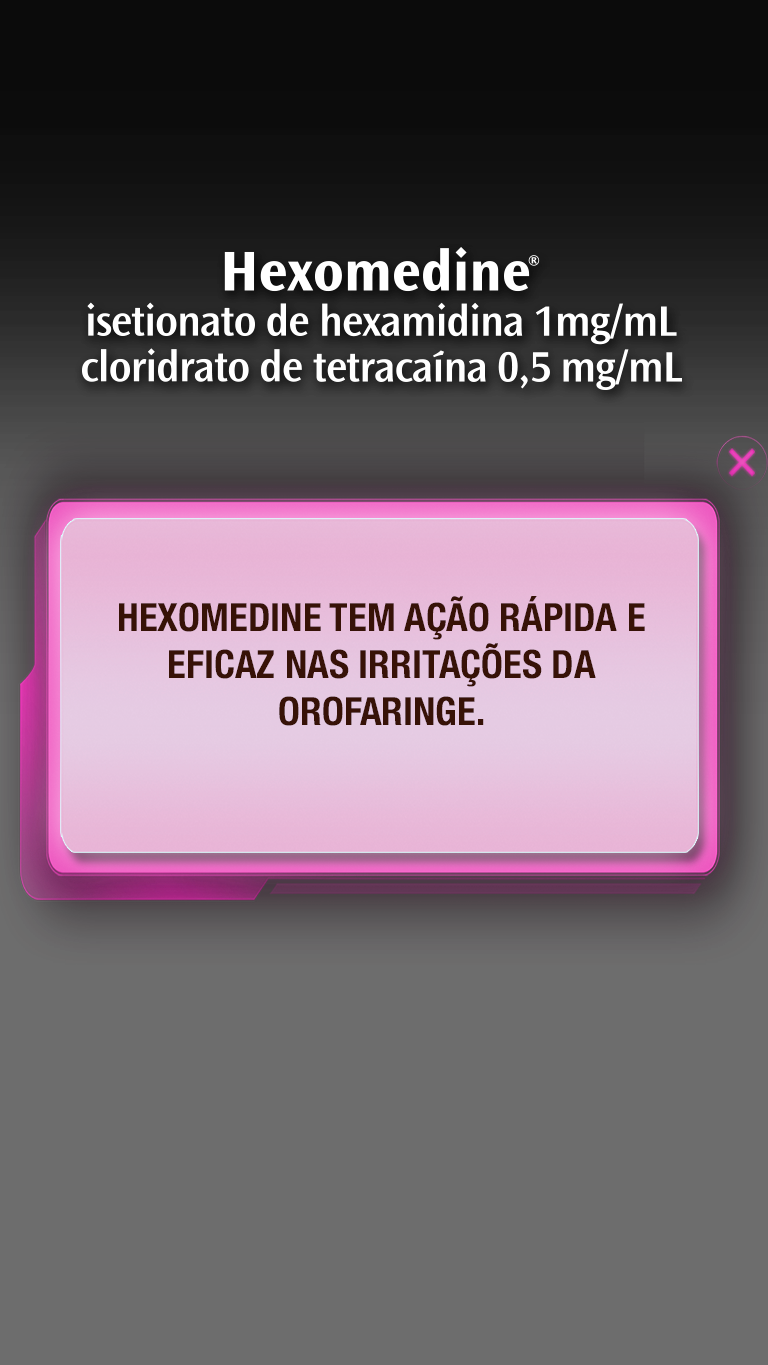 Hexomedine®
isetionato de hexamidina 1mg/mL
cloridrato de tetracaína 0,5 mg/mL
HEXOMEDINE TEM AÇÃO RÁPIDA E
EFICAZ NAS IRRITAÇÕES DA
OROFARINGE.